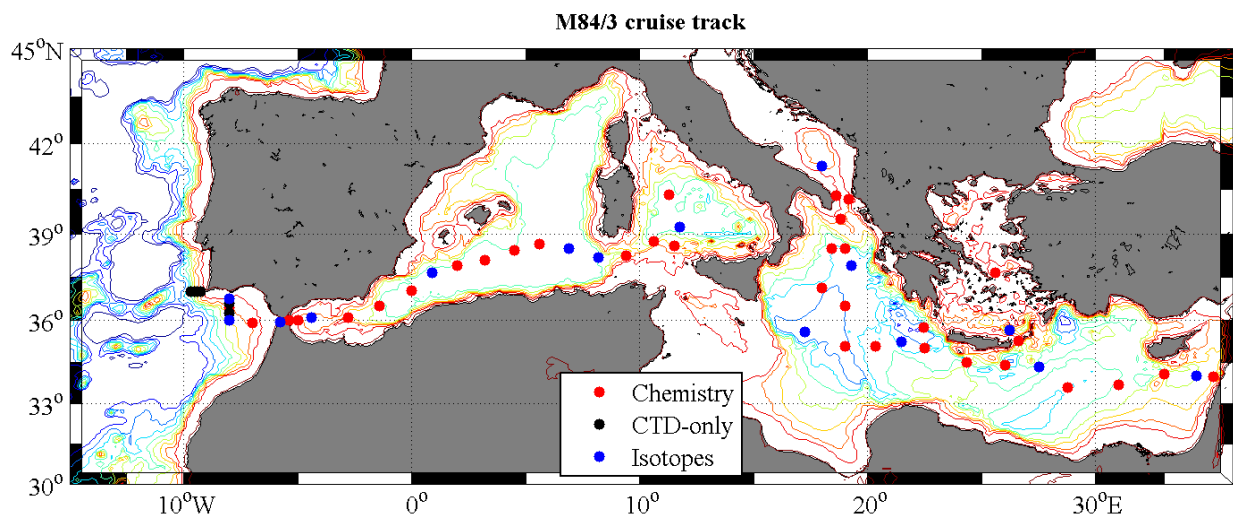 M84/3 cruise track
45°N
42°
39°
36°
33°
30°
Chemistry
CTD-only
Isotopes
10°W
0°
10°
20°
30°E